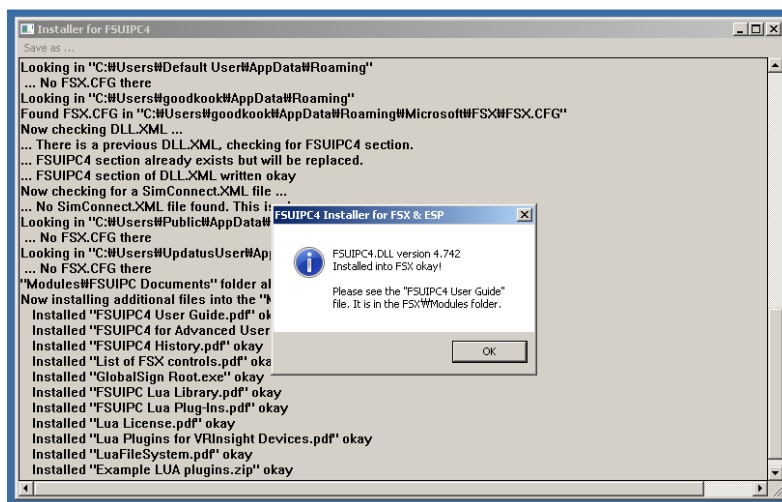 Installer for FSUIPC4
Save as ...
Looking in "C:₩Users₩Default User₩AppData₩Roaming"
... No FSX.CFG there
Looking in "C:₩Users₩goodkook₩AppData₩Roaming"
Found FSX.CFG in "C:₩Users₩goodkook₩AppData₩Roaming₩Microsoft₩FSX₩FSX.CFG"
Now checking DLL.XML ...
... There is a previous DLL.XML, checking for FSUIPC4 section.
... FSUIPC4 section already exists but will be replaced.
... FSUIPC4 section of DLL.XML written okay
Now checking for a SimConnect.XML file ...
... No SimConnect.XML file found. This is
Looking in "C:₩Users₩Public₩AppData₩
... No FSX.CFG there
Looking in "C:₩Users₩UpdatusUser₩Ap
... No FSX.CFG there
"Modules₩FSUIPC Documents" folder al
Now installing additional files into the "
Installed "FSUIPC4 User Guide.pdf" ok
Installed "FSUIPC4 for Advanced User
Installed "FSUIPC4 History.pdf" okay
Installed "List of FSX controls.pdf" oka
Installed "GlobalSign Root.exe" okay
Installed "FSUIPC Lua Library.pdf" okay
Installed "FSUIPC Lua Plug-Ins.pdf" okay
Installed "Lua License.pdf" okay
Installed "Lua Plugins for VRInsight Devices.pdf" okay
Installed "LuaFileSystem.pdf" okay
Installed "Example LUA plugins.zip" okay
FSUIPC4 Installer for FSX & ESP
FSUIPC4.DLL version 4.742
Installed into FSX okay!
Please see the "FSUIPC4 User Guide"
file. It is in the FSX₩Modules folder.
OK